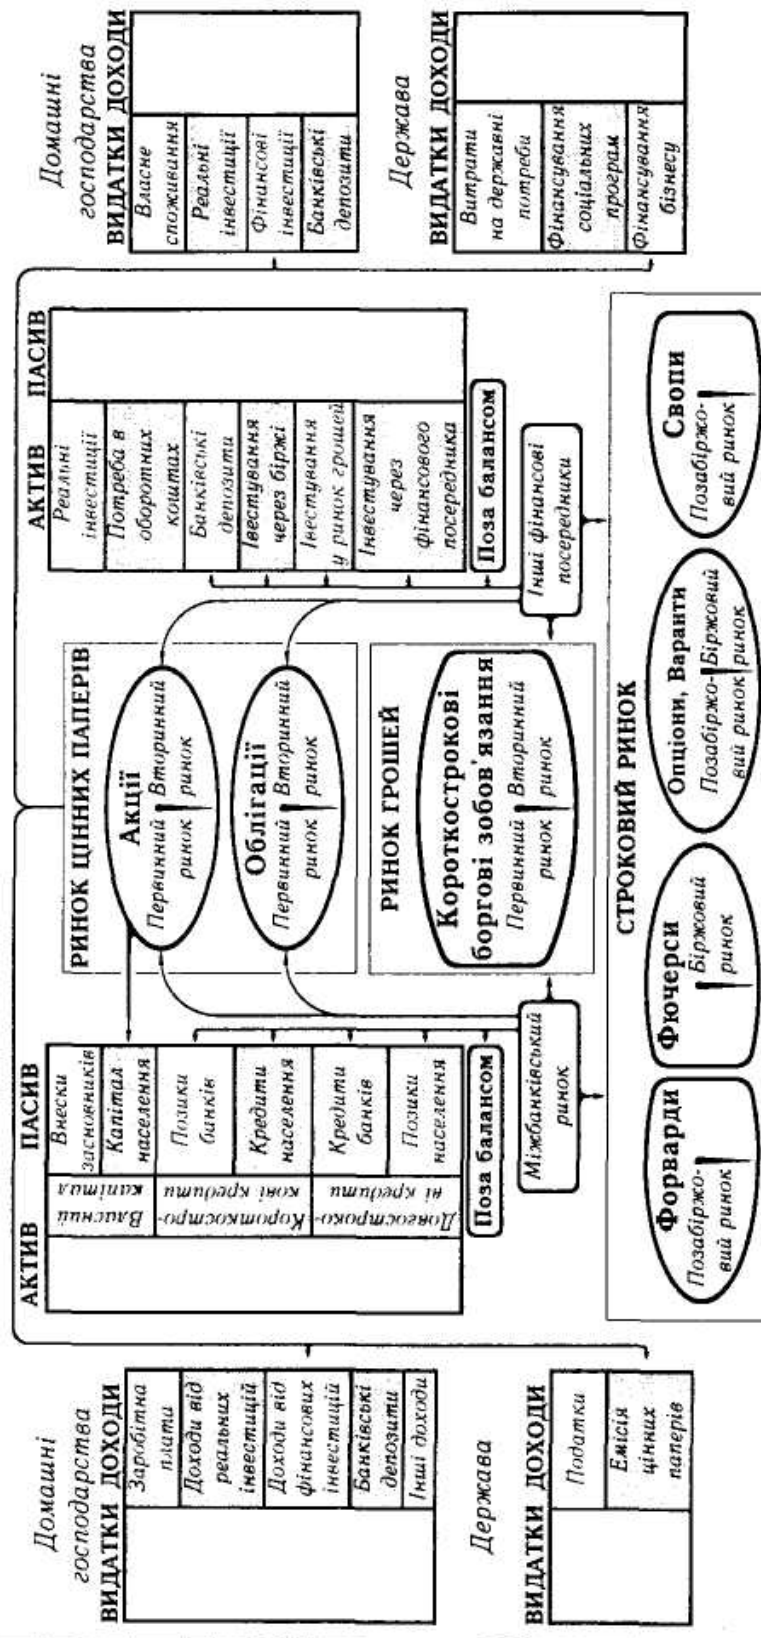 Домашні
господарства
ВИДАТКИ ДОХОДИ
Заробітна
плата
Доходи від
реальних
інвестицій
Доходи від
фінансових
інвестицій
Банківські
депозити
Інші доходи
Держава
ВИДАТКИ ДОХОДИ
Податки
Емісія
цінних
паперів
АКТИВ ПАСИВ
Власний
капітал
Короткостро-
кові кредити
Довгостроко-
ві кредити
Внески
засновників
Капітал
населення
Позики
банків
Кредити
населення
Кредити
банків
Позики
населення
Поза балансом
Міжбанківський
ринок
РИНОК ЦІННИХ ПАПЕРІВ
Акції
Первинний Вторинний
ринок ринок
Облігації
Первинний Вторинний
ринок ринок
РИНОК ГРОШЕЙ
Короткострокові
боргові зобов'язання
Первинний Вторинний
ринок ринок
АКТИВ ПАСИВ
Реальні
інвестиції
Потреба в
оборотних
коштах
Банківські
депозити
Івестування
через біржі
Івестування
у ринок грошей
Інвестування
через
фінансового
посередника
Поза балансом
Інші фінансові
посередники
Домашні
господарства
ВИДАТКИ ДОХОДИ
Власне
споживання
Реальні
інвестиції
Фінансові
інвестиції
Банківські
депозити
Держава
ВИДАТКИ ДОХОДИ
Витрати
на державні
потреби
Фінансування
соціальних
програм
Фінансування
бізнесу
СТРОКОВИЙ РИНОК
Форварди
Позабіржо-
вий ринок
Фючерси
Біржовий
ринок
Опціони, Варанти
Позабіржо- Біржовий
вий ринок ринок
Свопи
Позабіржо-
вий ринок